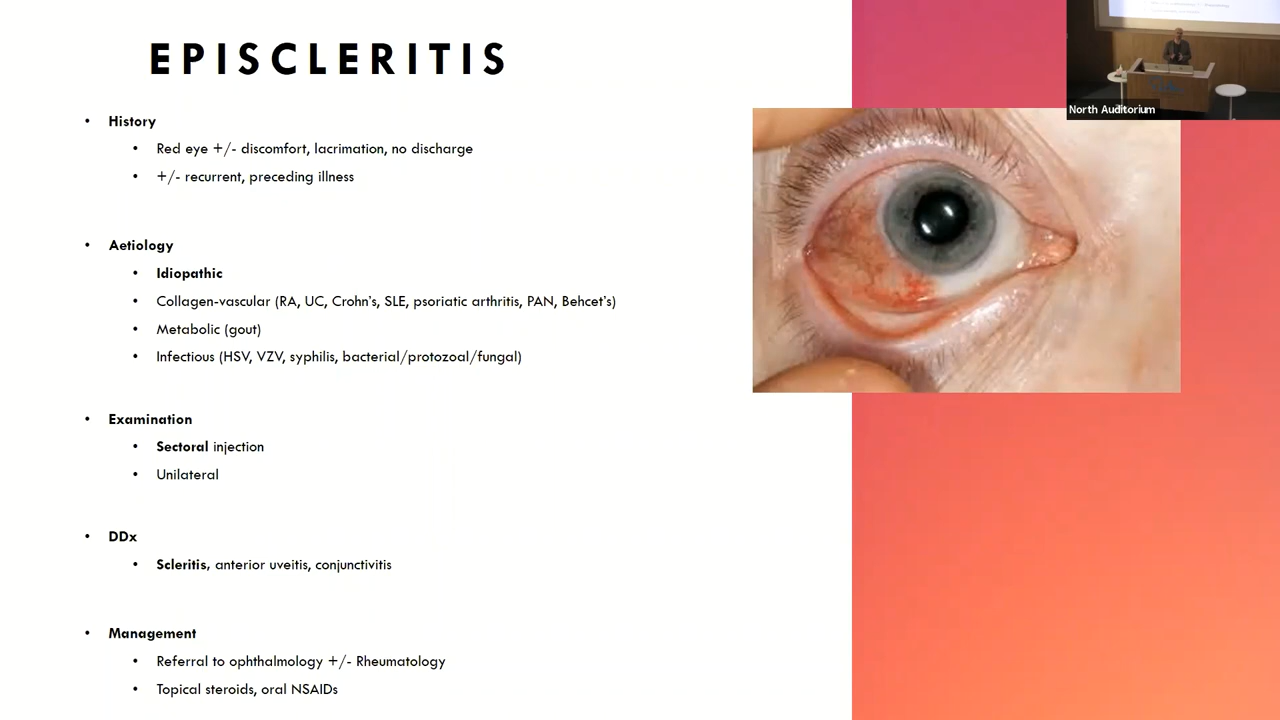 EPISCLERITIS
North Auditorium
• History
• Red eye +/- discomfort, lacrimation, no discharge
• +/- recurrent, preceding illness
• Aetiology
• Idiopathic
• Collagen-vascular (RA, UC, Crohn's, SLE, psoriatic arthritis, PAN, Behcet's)
• Metabolic (gout)
• Infectious (HSV, VZV, syphilis, bacterial/protozoal/fungal)
• Examination
• Sectoral injection
• Unilateral
• DDx
• Scleritis, anterior uveitis, conjunctivitis
• Management
• Referral to ophthalmology +/- Rheumatology
• Topical steroids, oral NSAIDs